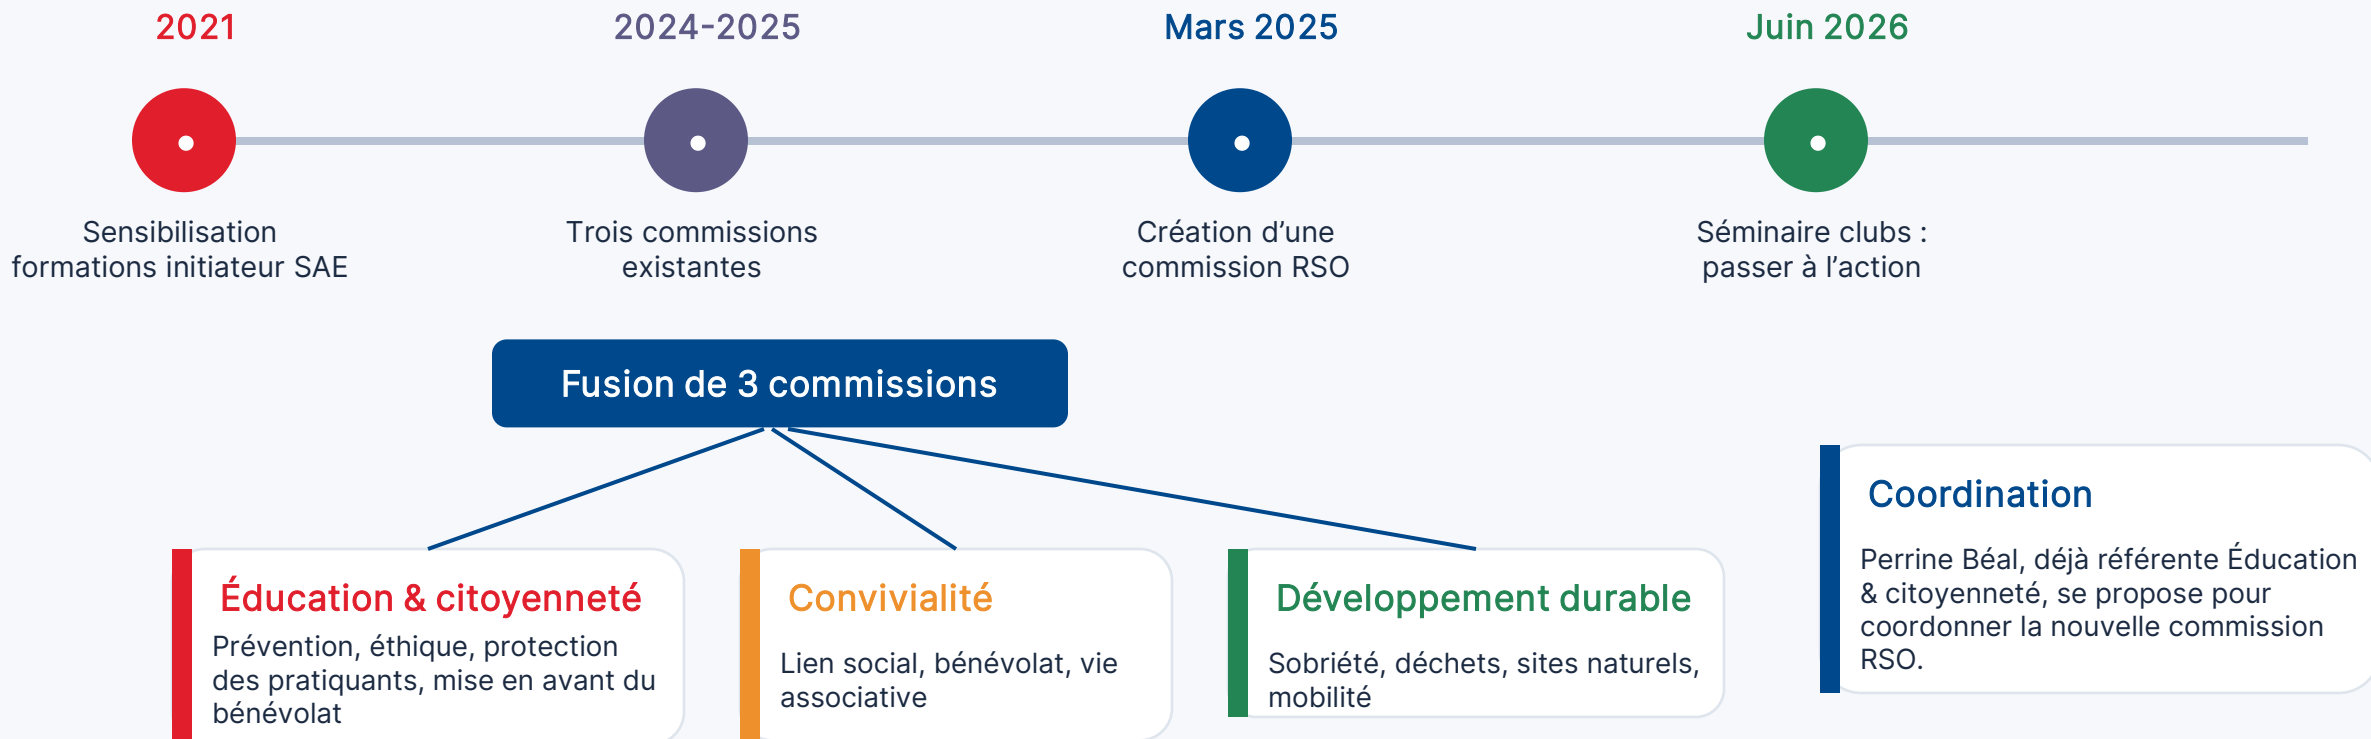 2021
2024-2025
Mars 2025
Juin 2026
Sensibilisation
formations initiateur SAE
Trois commissions
existantes
Création d’une
commission RSO
Séminaire clubs :
passer à l’action
Fusion de 3 commissions
Éducation & citoyenneté
Prévention, éthique, protection
des pratiquants, mise en avant du
bénévolat
Convivialité
Lien social, bénévolat, vie
associative
Développement durable
Sobriété, déchets, sites naturels,
mobilité
Coordination
Perrine Béal, déjà référente Éducation
& citoyenneté, se propose pour
coordonner la nouvelle commission
RSO.